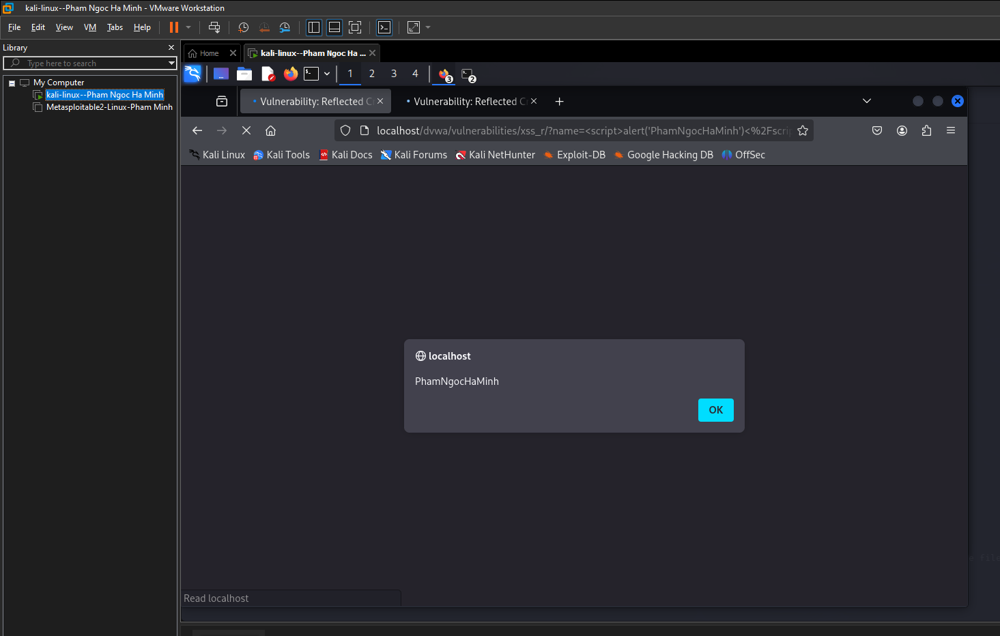 kali-linux--Pham Ngoc Ha Minh - VMware Workstation
File Edit View VM Tabs Help
Library
Type here to search
My Computer
kali-linux--Pham Ngoc Ha Minh
Metasploitable2-Linux-Pham Minh
Home kali-linux--Pham Ngoc Ha ...
1 2 3 4 3 2
Vulnerability: Reflected C Vulnerability: Reflected C
localhost/dvwa/vulnerabilities/xss_r/?name=<script>alert('PhamNgocHaMinh')<%2Fscri
Kali Linux Kali Tools Kali Docs Kali Forums Kali NetHunter Exploit-DB Google Hacking DB OffSec
localhost
PhamNgocHaMinh
OK
Read localhost